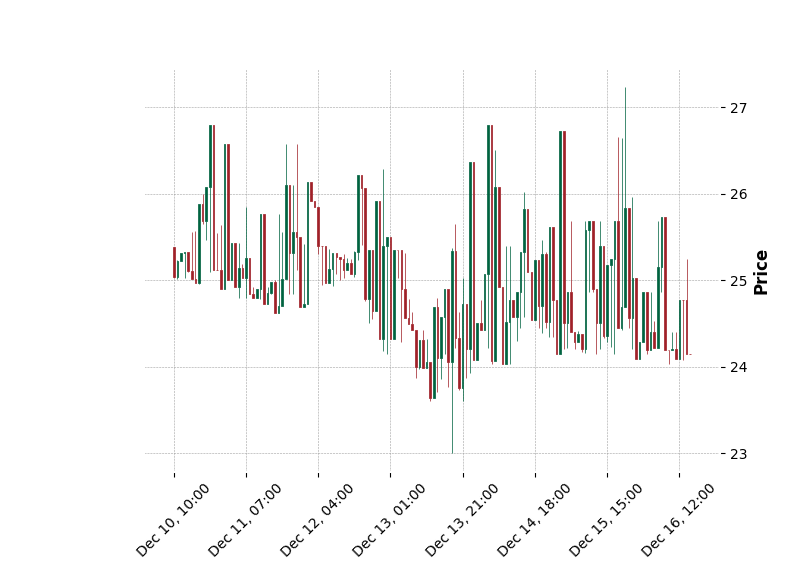 27
26
25
24
23
Price
Dec 10, 10:00
Dec 11, 07:00
Dec 12, 04:00
Dec 13, 01:00
Dec 13, 21:00
Dec 14, 18:00
Dec 15, 15:00
Dec 16, 12:00